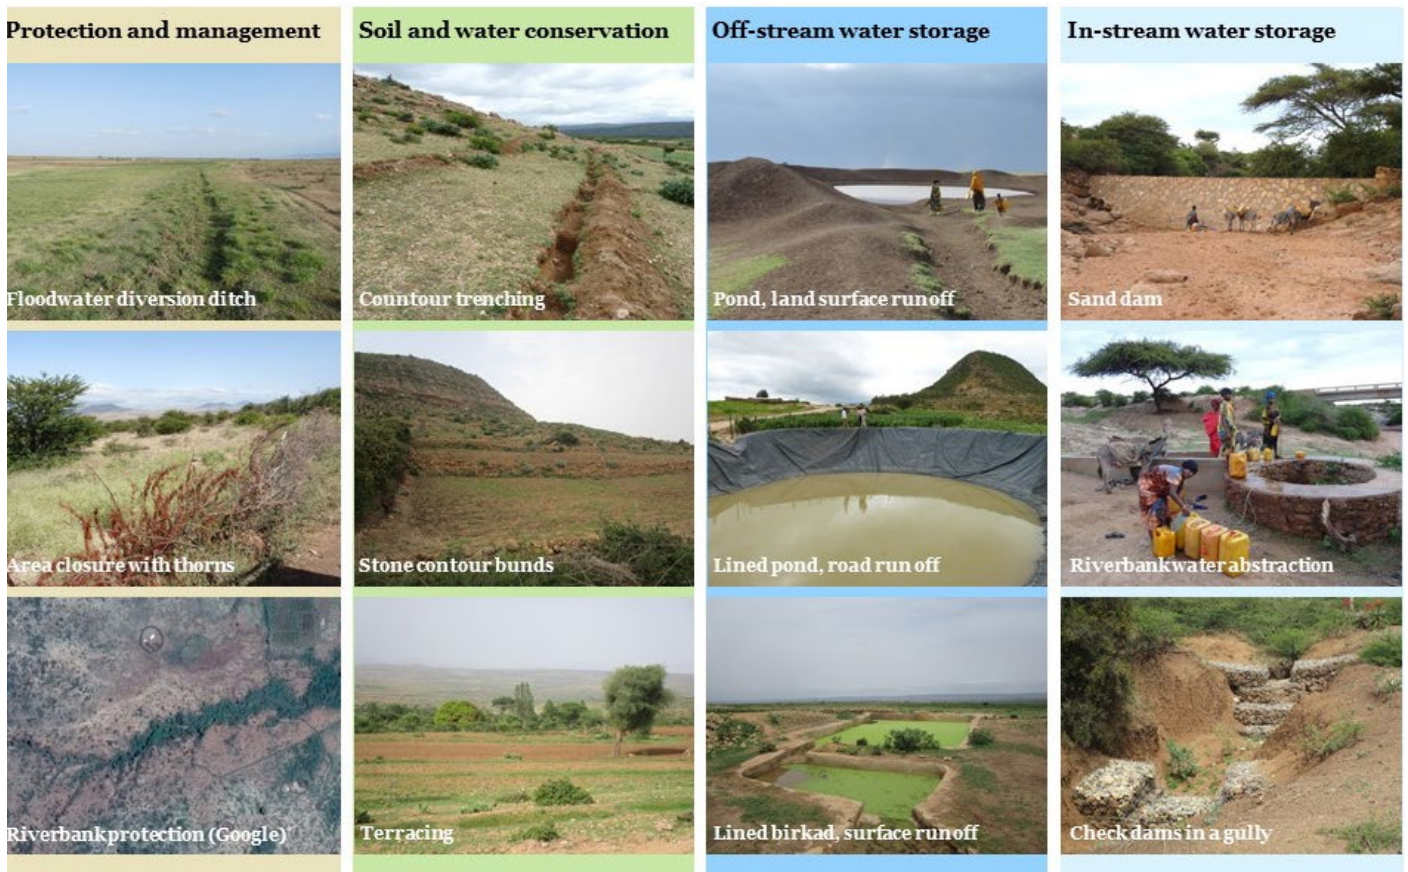 Protection and management
Soil and water conservation
Off-stream water storage
In-stream water storage
Floodwater diversion ditch
Countour trenching
Pond, land surface runoff
Sand dam
Area closure with thorns
Stone contour bunds
Lined pond, road runoff
Riverbank water abstraction
Riverbank protection (Google)
Terracing
Lined birkad, surface runoff
Check dams in a gully